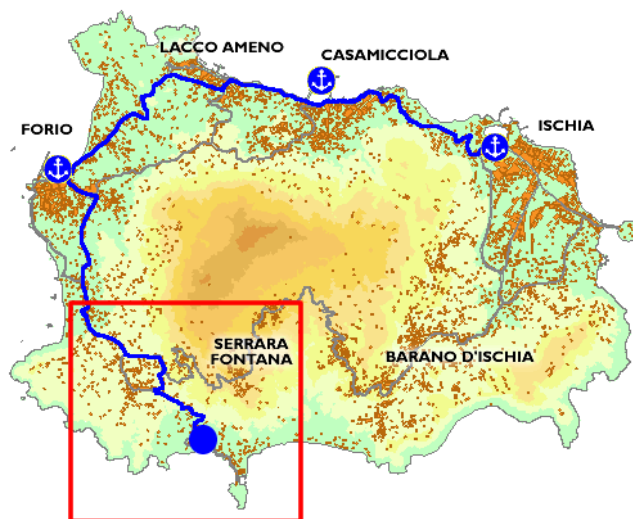 LACCO AMENO
CASAMICCIOLA
FORIO
ISCHIA
SERRARA
FONTANA
BARANO D'ISCHIA